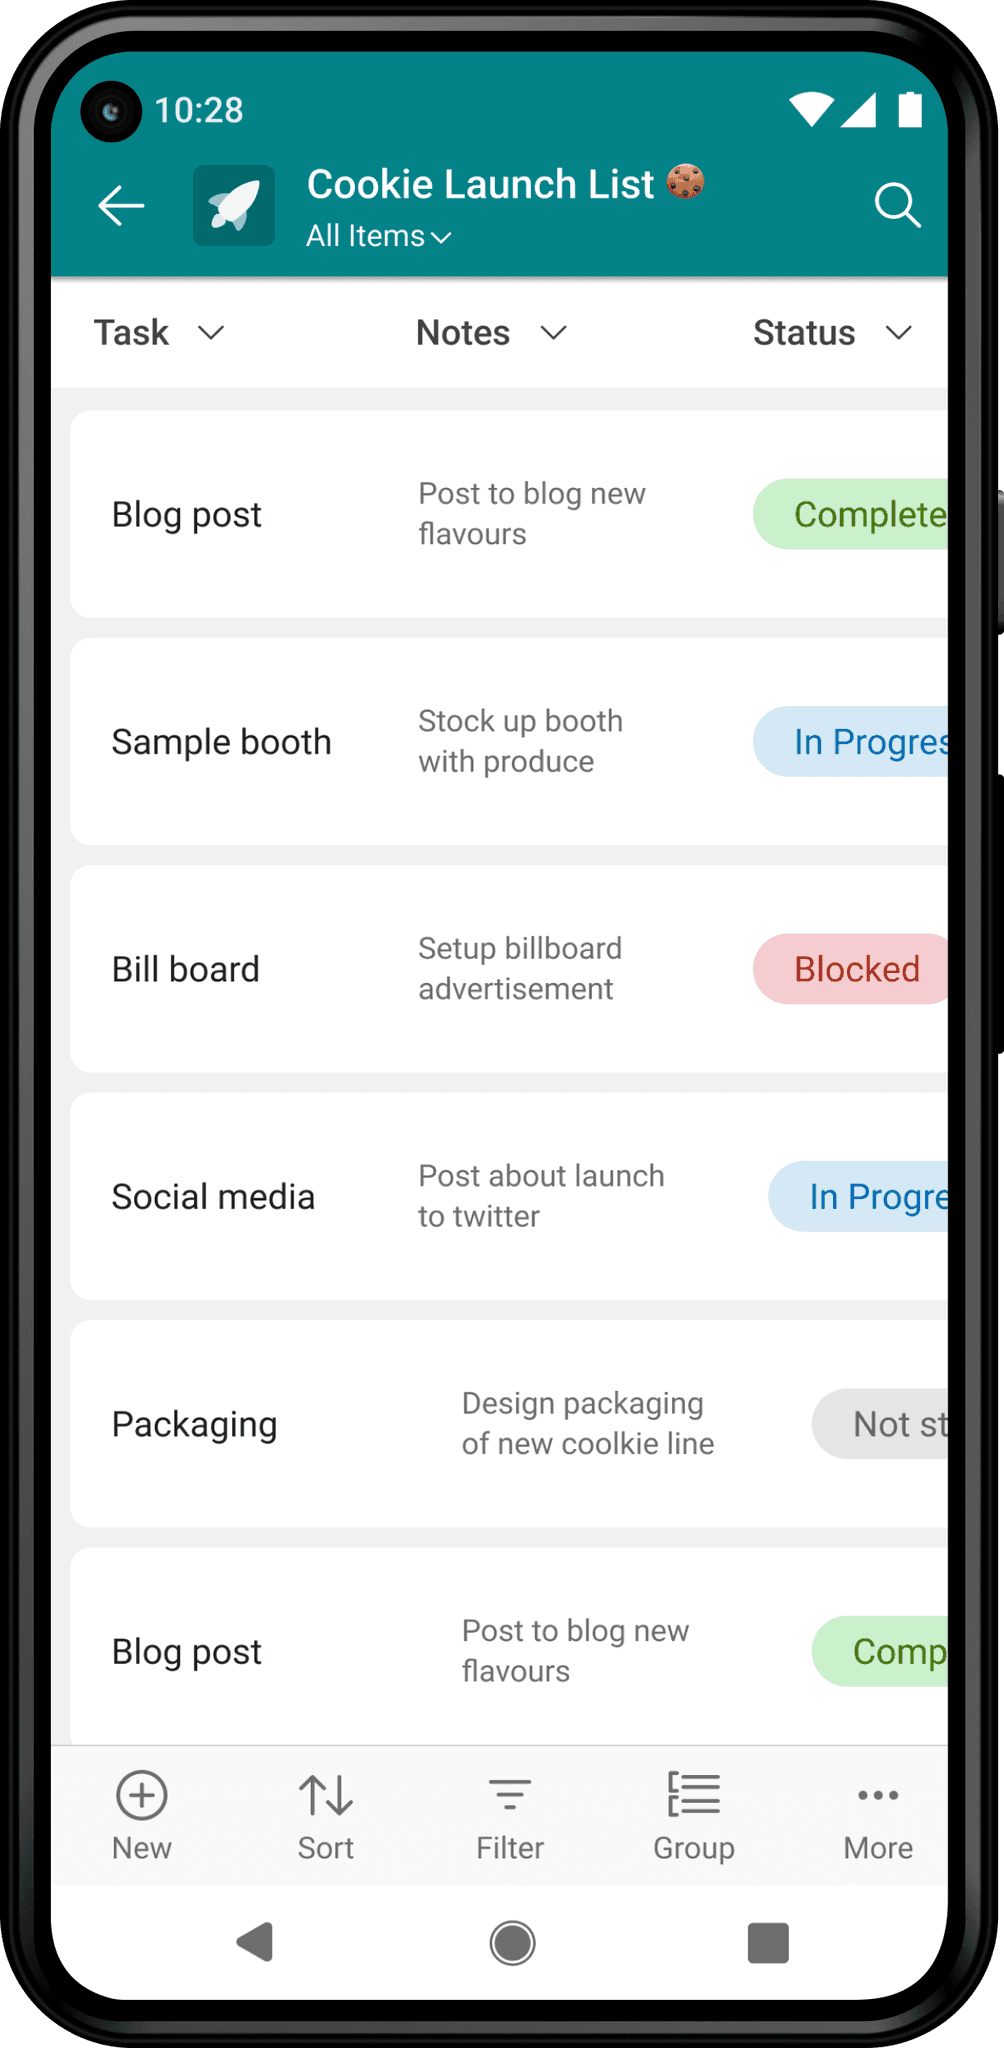 10:28
Cookie Launch List
All Items
Task Notes Status
Blog post
Post to blog new
flavours
Complete
Sample booth
Stock up booth
with produce
In Progres
Bill board
Setup billboard
advertisement
Blocked
Social media
Post about launch
to twitter
In Progre
Packaging
Design packaging
of new coolkie line
Not st
Blog post
Post to blog new
flavours
Comp
New Sort Filter Group More